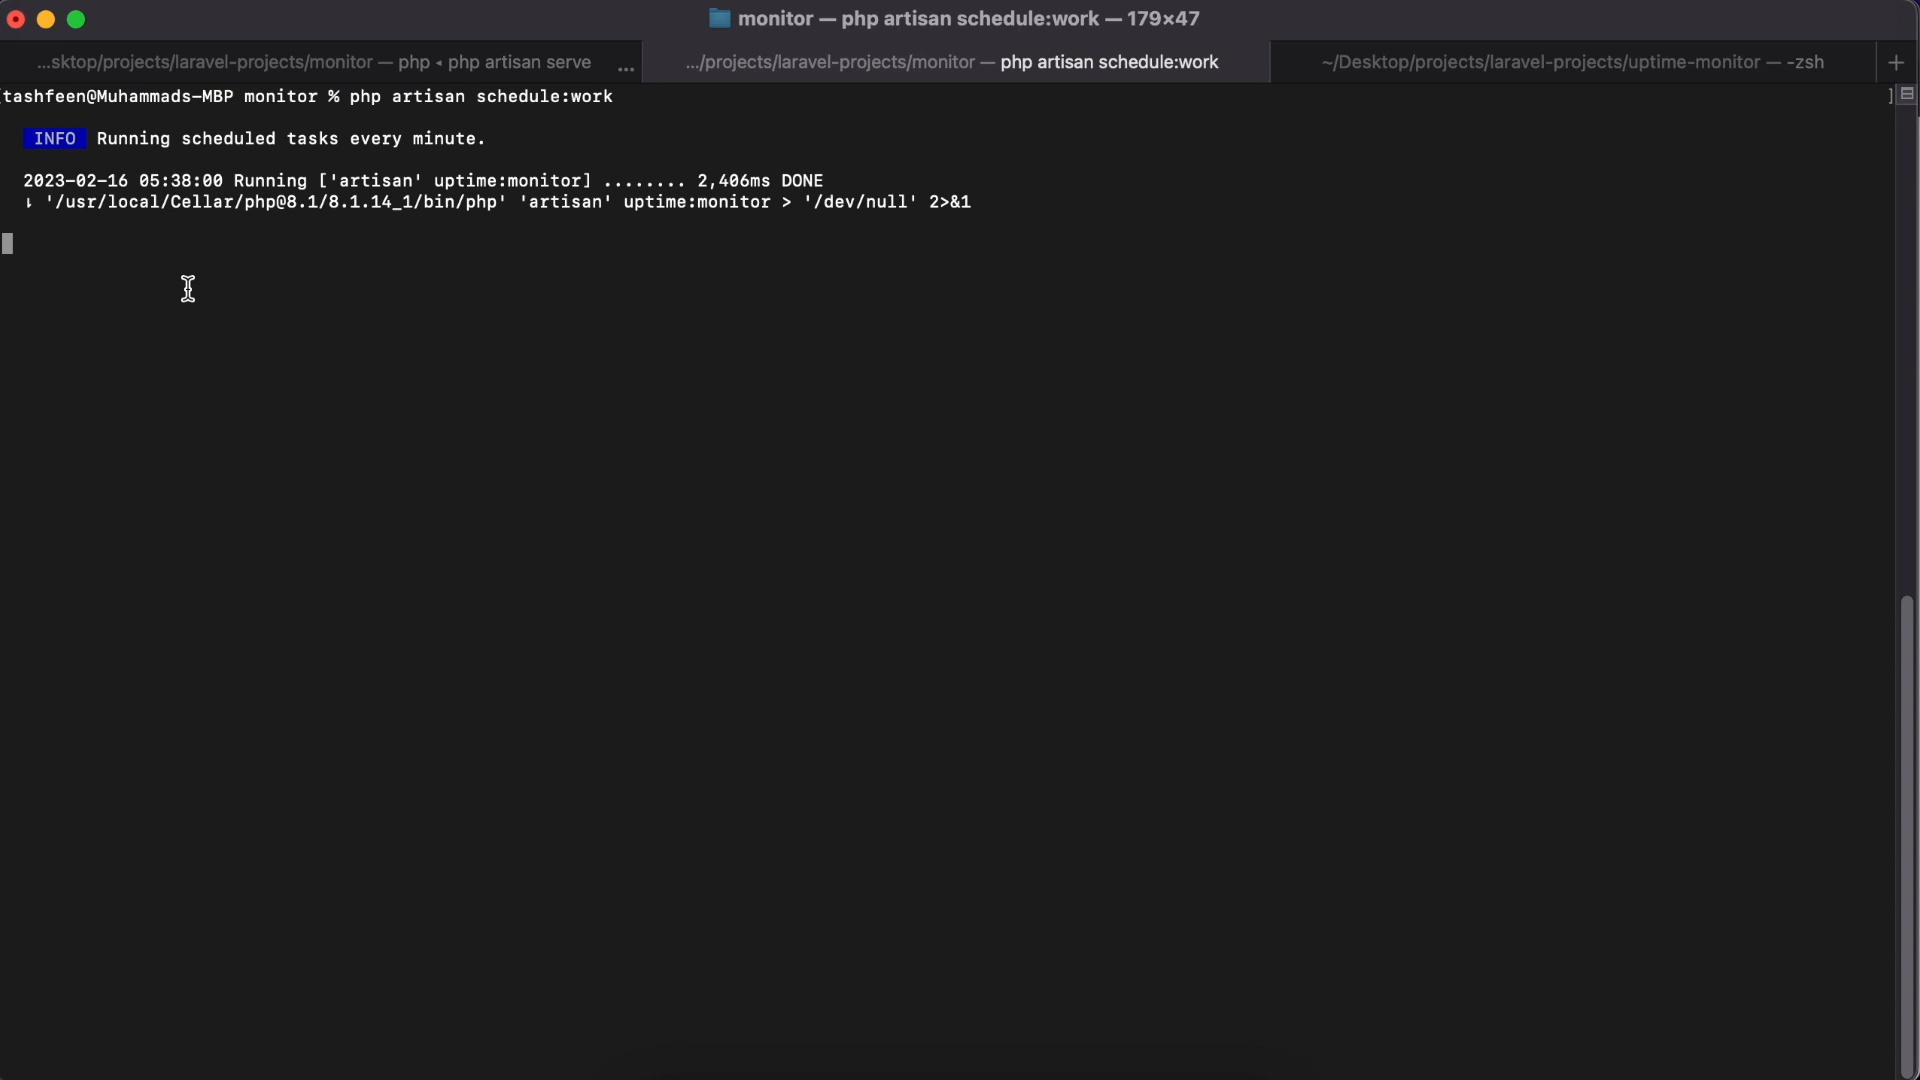 monitor — php artisan schedule:work — 179×47
...sktop/projects/laravel-projects/monitor — php ◂ php artisan serve ...
.../projects/laravel-projects/monitor — php artisan schedule:work
~/Desktop/projects/laravel-projects/uptime-monitor — -zsh +
[tashfeen@Muhammads-MBP monitor % php artisan schedule:work ]
INFO Running scheduled tasks every minute.
2023-02-16 05:38:00 Running ['artisan' uptime:monitor] ........ 2,406ms DONE
⇂ '/usr/local/Cellar/php@8.1/8.1.14_1/bin/php' 'artisan' uptime:monitor > '/dev/null' 2>&1